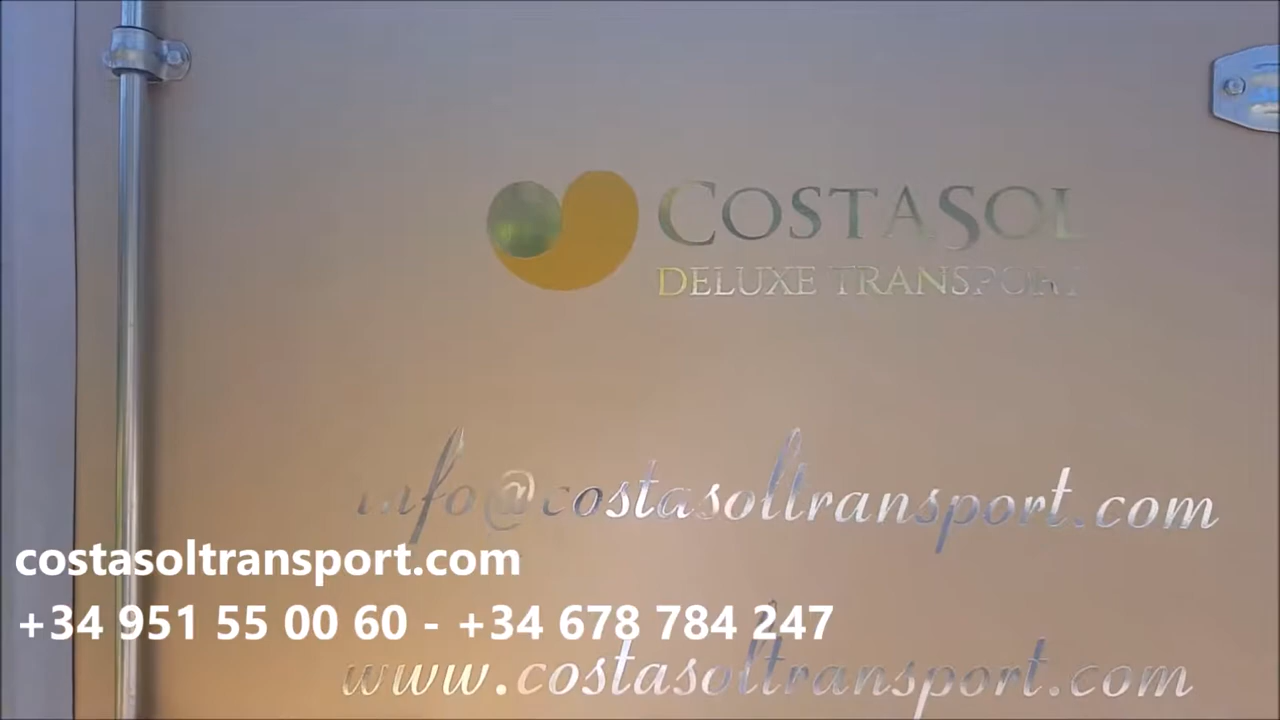 COSTASOL
DELUXE TRANSPORT
info@costasoltransport.com
costasoltransport.com
+34 951 55 00 60 - +34 678 784 247
www.costasoltransport.com